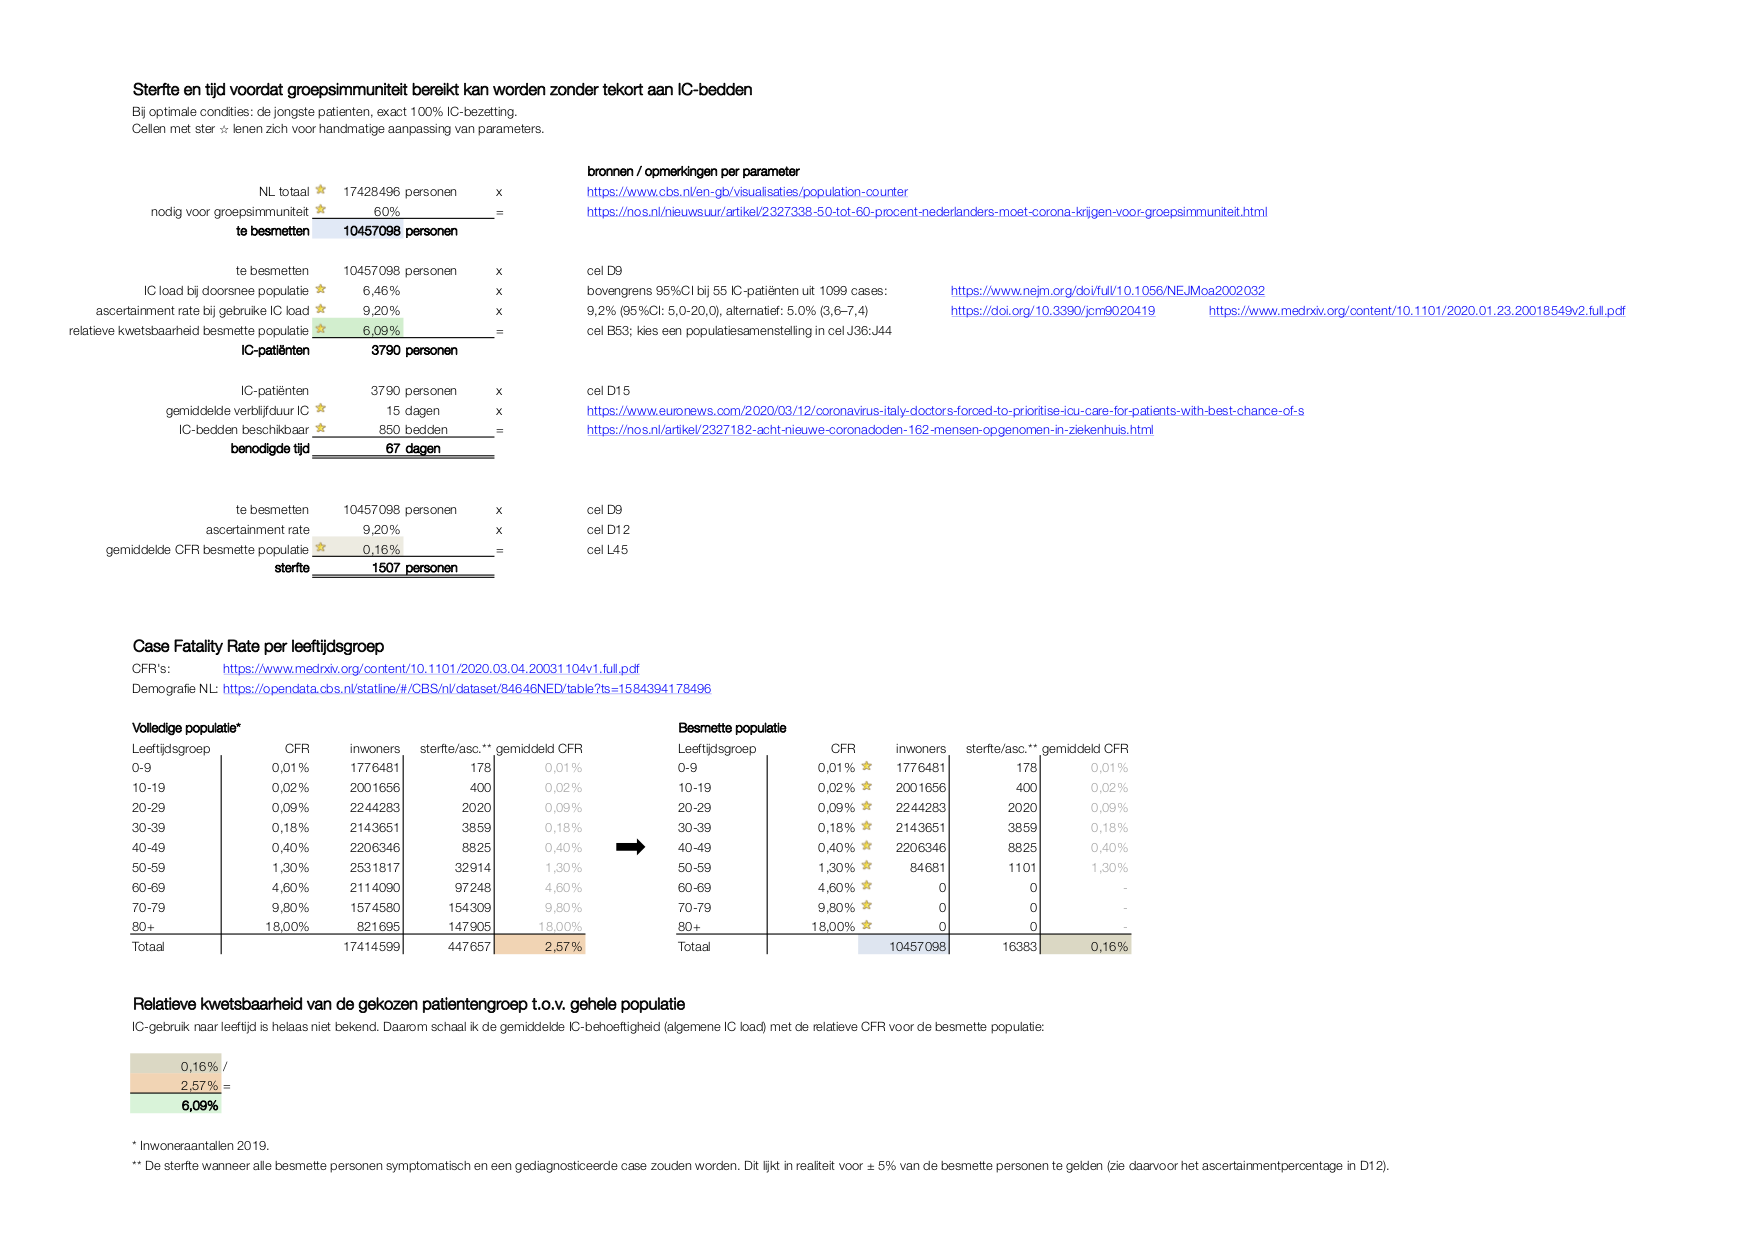 Sterfte en tijd voordat groepsimmuniteit bereikt kan worden zonder tekort aan IC-bedden
Bij optimale condities: de jongste patienten, exact 100% IC-bezetting.
Cellen met ster ☆ lenen zich voor handmatige aanpassing van parameters.
bronnen / opmerkingen per parameter
NL totaal 17428496 personen x https://www.cbs.nl/en-gb/visualisaties/population-counter
nodig voor groepsimmuniteit 60% = https://nos.nl/nieuwsuur/artikel/2327338-50-tot-60-procent-nederlanders-moet-corona-krijgen-voor-groepsimmuniteit.html
te besmetten 10457098 personen
te besmetten 10457098 personen x cel D9
IC load bij doorsnee populatie 6,46% x bovengrens 95%CI bij 55 IC-patiënten uit 1099 cases: https://www.nejm.org/doi/full/10.1056/NEJMoa2002032
ascertainment rate bij gebruike IC load 9,20% x 9,2% (95%CI: 5,0-20,0), alternatief: 5.0% (3,6–7,4) https://doi.org/10.3390/jcm9020419 https://www.medrxiv.org/content/10.1101/2020.01.23.20018549v2.full.pdf
relatieve kwetsbaarheid besmette populatie 6,09% = cel B53; kies een populatiesamenstelling in cel J36:J44
IC-patiënten 3790 personen
IC-patiënten 3790 personen x cel D15
gemiddelde verblijfduur IC 15 dagen x https://www.euronews.com/2020/03/12/coronavirus-italy-doctors-forced-to-prioritise-icu-care-for-patients-with-best-chance-of-s
IC-bedden beschikbaar 850 bedden = https://nos.nl/artikel/2327182-acht-nieuwe-coronadoden-162-mensen-opgenomen-in-ziekenhuis.html
benodigde tijd 67 dagen
te besmetten 10457098 personen x cel D9
ascertainment rate 9,20% x cel D12
gemiddelde CFR besmette populatie 0,16% = cel L45
sterfte 1507 personen
Case Fatality Rate per leeftijdsgroep
CFR's: https://www.medrxiv.org/content/10.1101/2020.03.04.20031104v1.full.pdf
Demografie NL: https://opendata.cbs.nl/statline/#/CBS/nl/dataset/84646NED/table?ts=1584394178496
Volledige populatie* Besmette populatie
Leeftijdsgroep CFR inwoners sterfte/asc.** gemiddeld CFR Leeftijdsgroep CFR inwoners sterfte/asc.** gemiddeld CFR
0-9 0,01% 1776481 178 0,01% 0-9 0,01% 1776481 178 0,01%
10-19 0,02% 2001656 400 0,02% 10-19 0,02% 2001656 400 0,02%
20-29 0,09% 2244283 2020 0,09% 20-29 0,09% 2244283 2020 0,09%
30-39 0,18% 2143651 3859 0,18% 30-39 0,18% 2143651 3859 0,18%
40-49 0,40% 2206346 8825 0,40% 40-49 0,40% 2206346 8825 0,40%
50-59 1,30% 2531817 32914 1,30% 50-59 1,30% 84681 1101 1,30%
60-69 4,60% 2114090 97248 4,60% 60-69 4,60% 0 0 -
70-79 9,80% 1574580 154309 9,80% 70-79 9,80% 0 0 -
80+ 18,00% 821695 147905 18,00% 80+ 18,00% 0 0 -
Totaal 17414599 447657 2,57% Totaal 10457098 16383 0,16%
Relatieve kwetsbaarheid van de gekozen patientengroep t.o.v. gehele populatie
IC-gebruik naar leeftijd is helaas niet bekend. Daarom schaal ik de gemiddelde IC-behoeftigheid (algemene IC load) met de relatieve CFR voor de besmette populatie:
0,16% /
2,57% =
6,09%
* Inwoneraantallen 2019.
** De sterfte wanneer alle besmette personen symptomatisch en een gediagnosticeerde case zouden worden. Dit lijkt in realiteit voor ± 5% van de besmette personen te gelden (zie daarvoor het ascertainmentpercentage in D12).